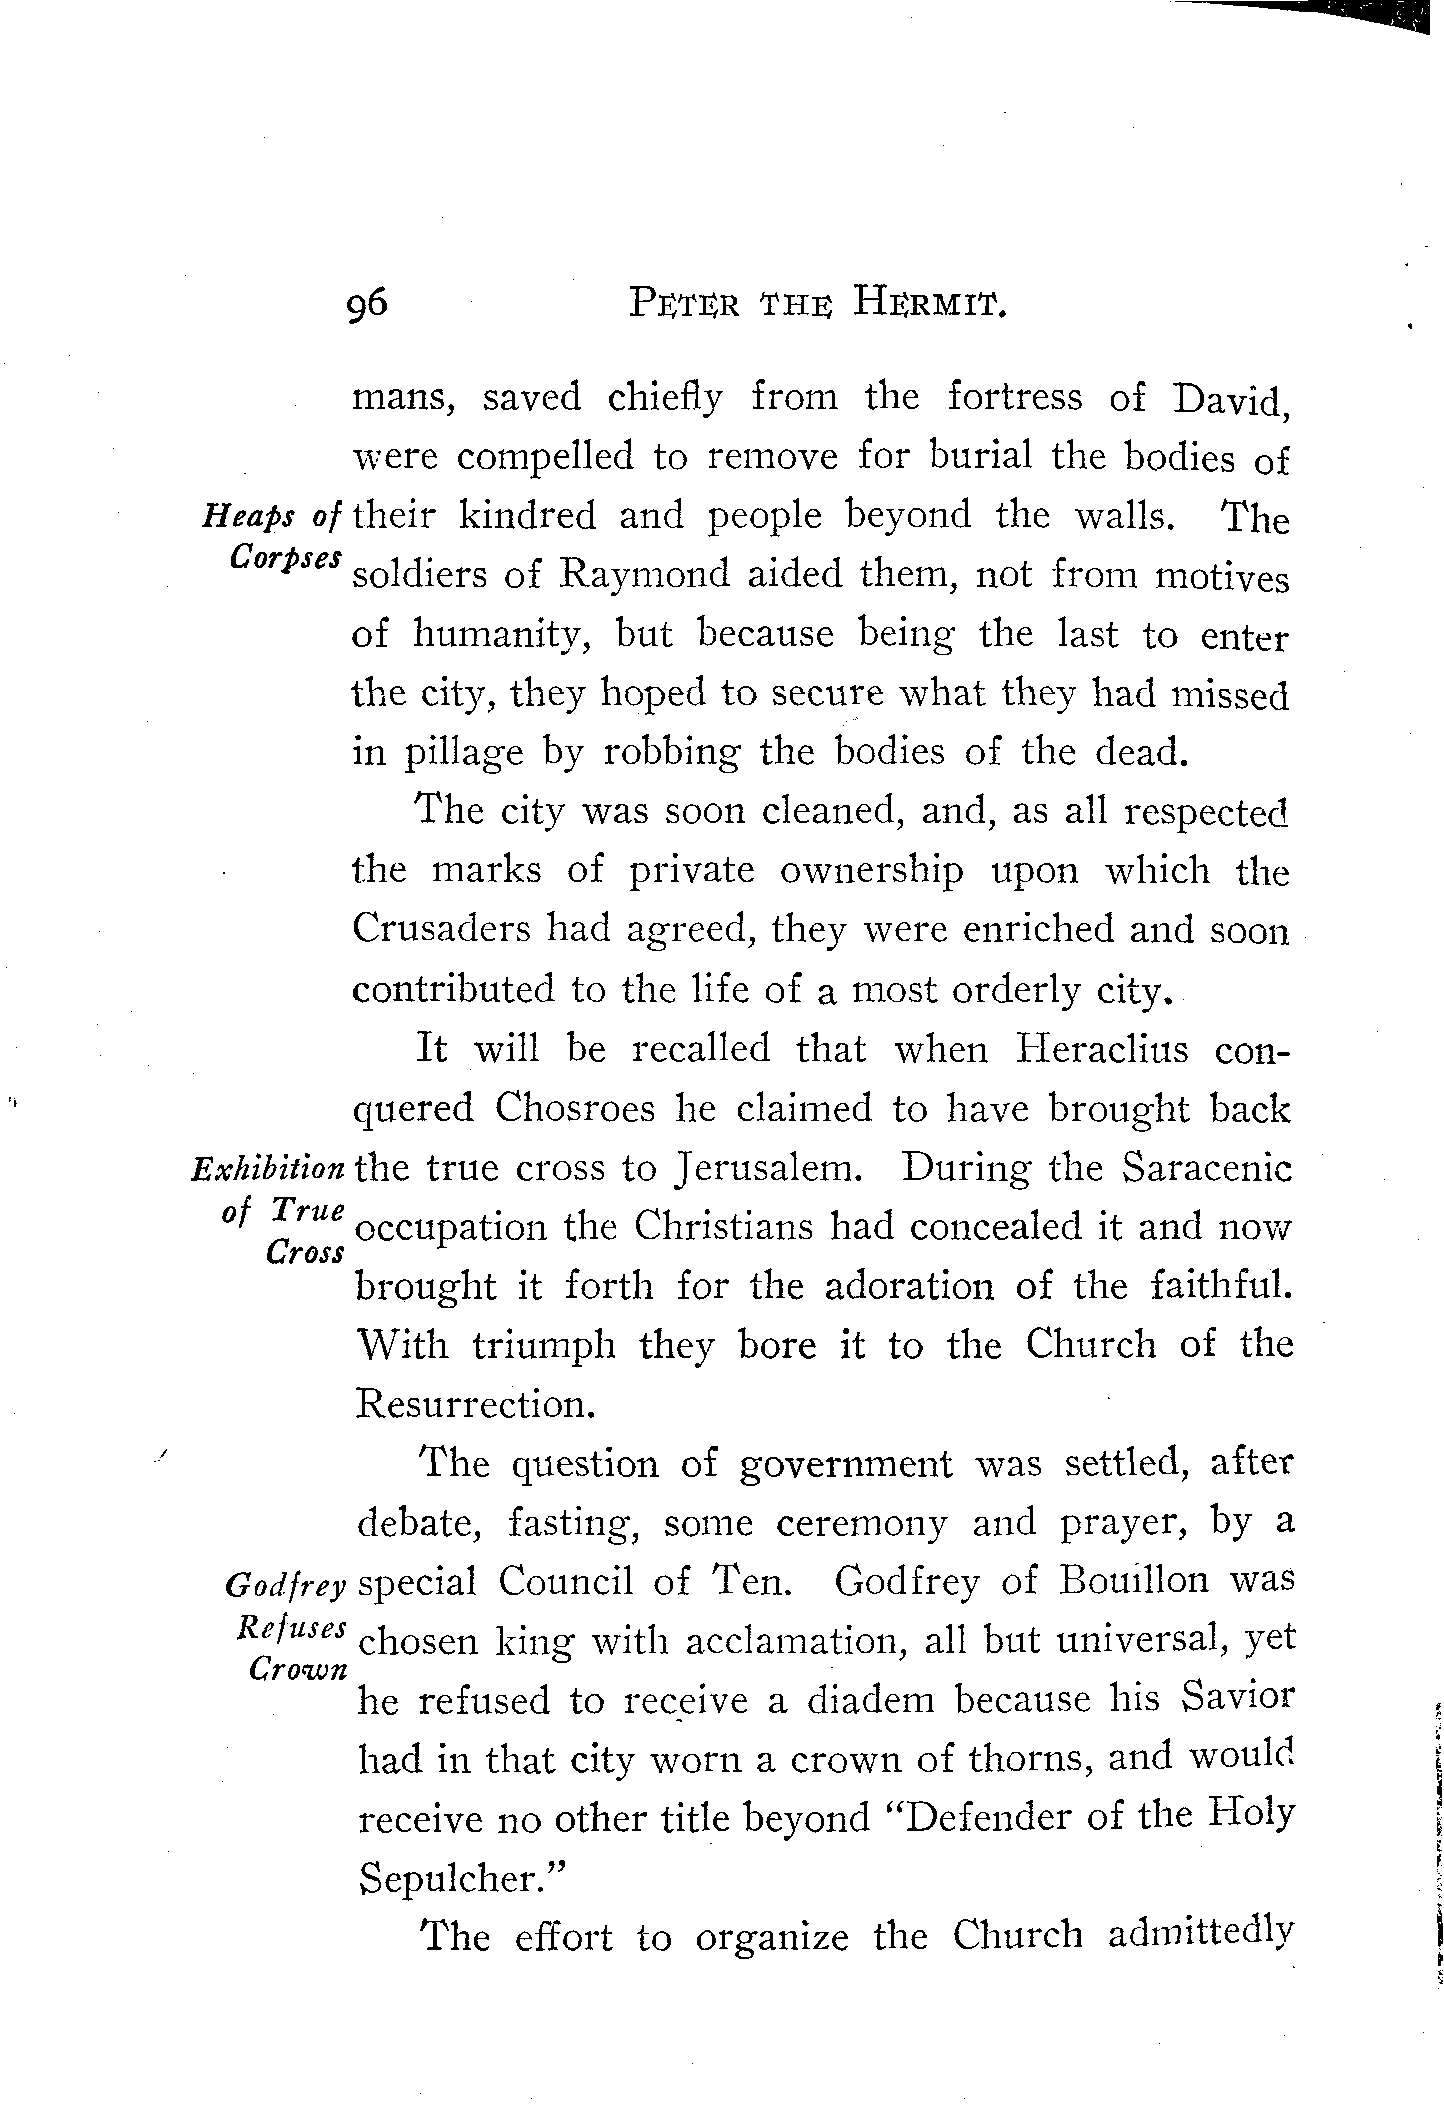 96 PETER THE HERMIT.
mans, saved chiefly from the fortress of David,
were compelled to remove for burial the bodies of
Heaps of
Corpses
their kindred and people beyond the walls. The
soldiers of Raymond aided them, not from motives
of humanity, but because being the last to enter
the city, they hoped to secure what they had missed
in pillage by robbing the bodies of the dead.
The city was soon cleaned, and, as all respected
the marks of private ownership upon which the
Crusaders had agreed, they were enriched and soon
contributed to the life of a most orderly city.
It will be recalled that when Heraclius con-
quered Chosroes he claimed to have brought back
Exhibition
of True
Cross
the true cross to Jerusalem. During the Saracenic
occupation the Christians had concealed it and now
brought it forth for the adoration of the faithful.
With triumph they bore it to the Church of the
Resurrection.
The question of government was settled, after
debate, fasting, some ceremony and prayer, by a
Godfrey
Refuses
Crown
special Council of Ten. Godfrey of Bouillon was
chosen king with acclamation, all but universal, yet
he refused to receive a diadem because his Savior
had in that city worn a crown of thorns, and would
receive no other title beyond "Defender of the Holy
Sepulcher."
The effort to organize the Church admittedly